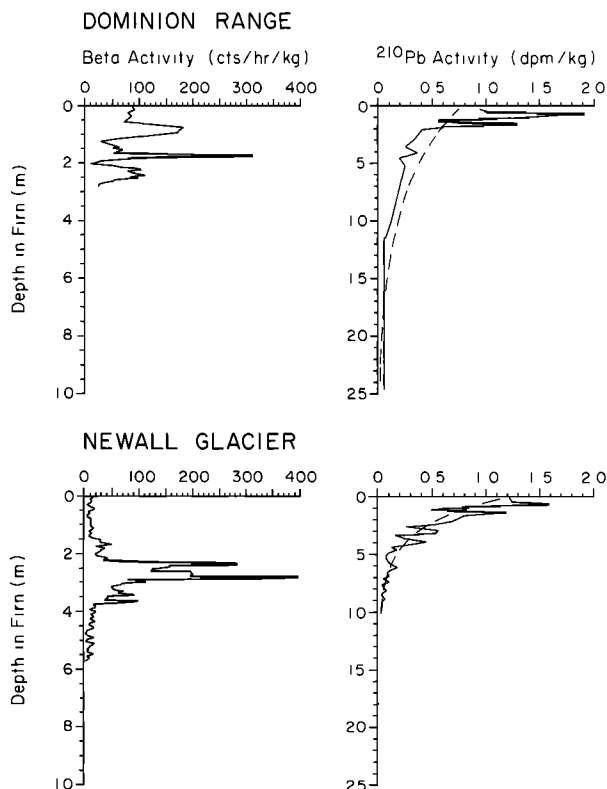 DOMINION RANGE
Beta Activity (cts/hr/kg)
0 100 200 300 400
Depth in Firn (m)
0
2
4
6
8
10
210Pb Activity (dpm/kg)
0 0 5 1 0 1 5 2 0
0
5
10
15
20
25
NEWALL GLACIER
0 100 200 300 400
Depth in Firn (m)
0
2
4
6
8
10
0 0 5 1 0 1 5 2 0
0
5
10
15
20
25